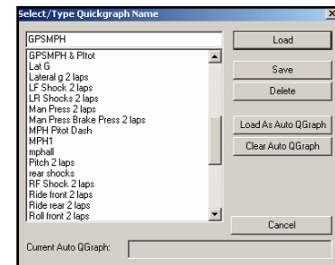 Select/Type Quickgraph Name
GPSMPH
Load
GPSMPH & PItot
Lat G
Lateral g 2 laps
LF Shock 2 laps
LR Shocks 2 laps
Man Press 2 laps
Man Press Brake Press 2 laps
MPH Pitot Dash
MPH1
mphall
Pitch 2 laps
rear shocks
RF Shock 2 laps
Ride front 2 laps
Ride rear 2 laps
Roll front 2 laps
Save
Delete
Load As Auto QGraph
Clear Auto QGraph
Cancel
Current Auto QGraph: